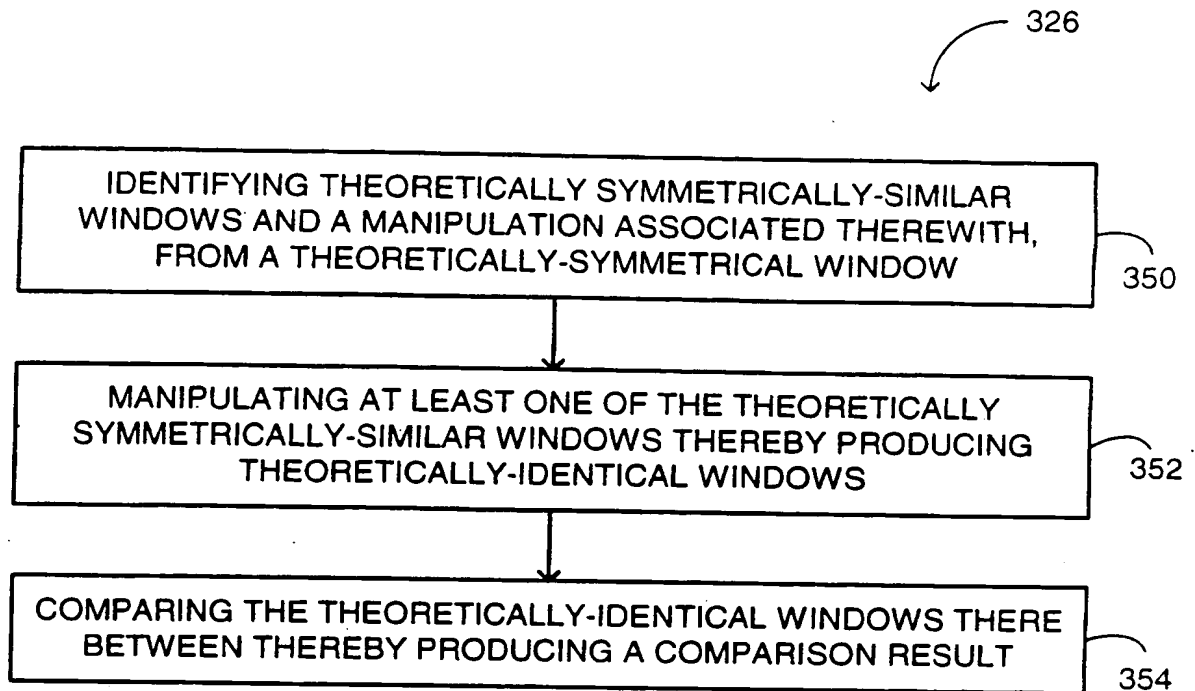 326
IDENTIFYING THEORETICALLY SYMMETRICALLY-SIMILAR
WINDOWS AND A MANIPULATION ASSOCIATED THEREWITH,
FROM A THEORETICALLY-SYMMETRICAL WINDOW
350
MANIPULATING AT LEAST ONE OF THE THEORETICALLY
SYMMETRICALLY-SIMILAR WINDOWS THEREBY PRODUCING
THEORETICALLY-IDENTICAL WINDOWS
352
COMPARING THE THEORETICALLY-IDENTICAL WINDOWS THERE
BETWEEN THEREBY PRODUCING A COMPARISON RESULT
354